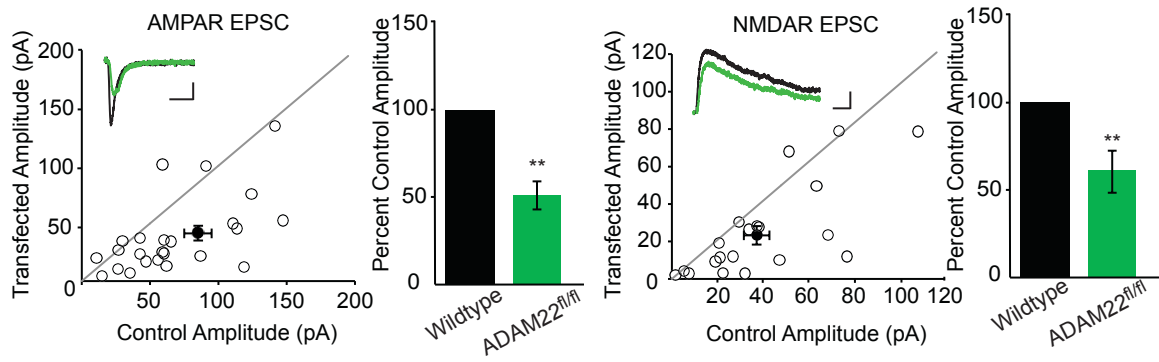 AMPAR EPSC
Transfected Amplitude (pA)
200
150
100
50
0
50
100
150
200
Control Amplitude (pA)
Percent Control Amplitude
150
100
50
0
**
Wildtype
ADAM22fl/fl
NMDAR EPSC
Transfected Amplitude (pA)
120
100
80
60
40
20
0
20
40
60
80
100
120
Control Amplitude (pA)
Percent Control Amplitude
150
100
50
0
**
Wildtype
ADAM22fl/fl